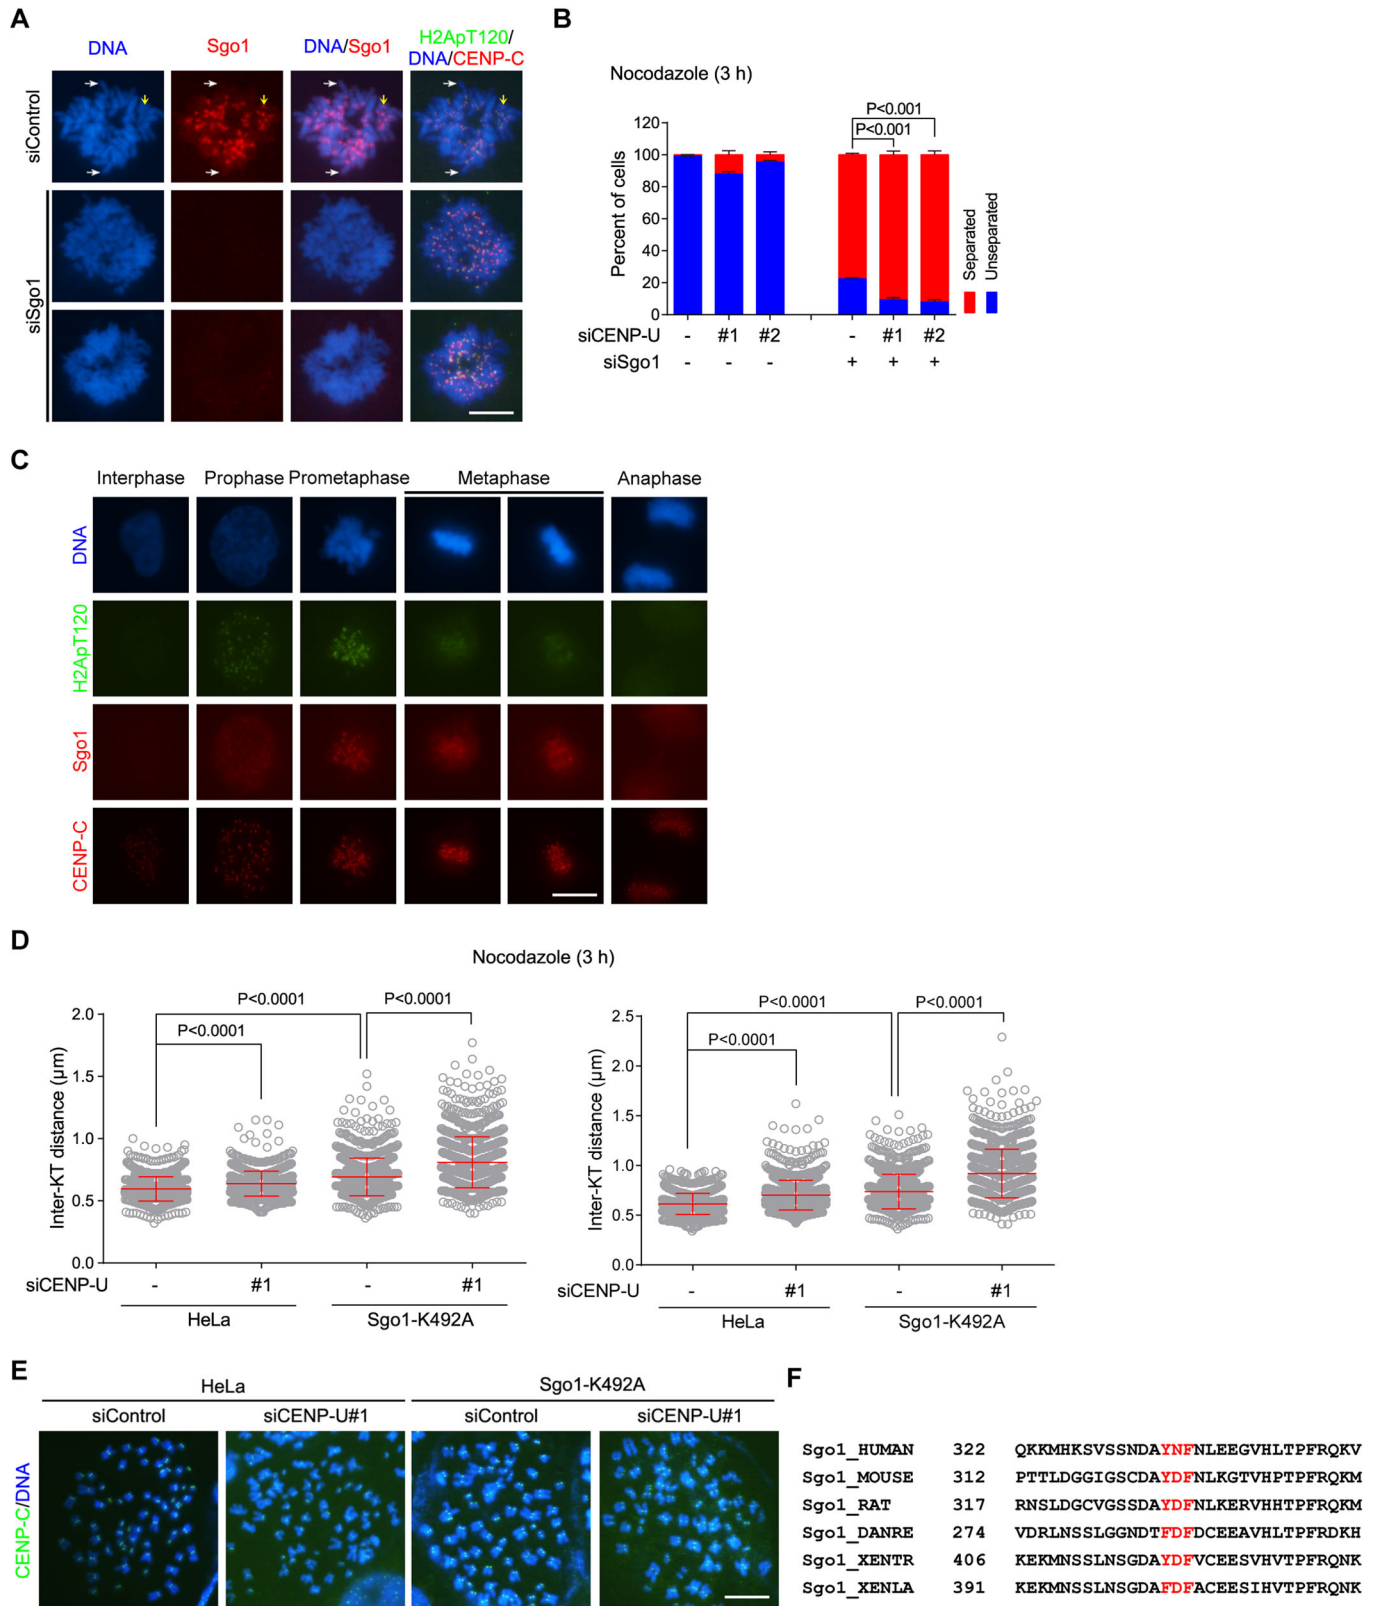 A
DNA
Sgo1
DNA/Sgo1
H2ApT120/
DNA/CENP-C
siControl
siSgo1
B
Nocodazole (3 h)
P<0.001
P<0.001
Percent of cells
120
100
80
60
40
20
0
Separated
Unseparated
siCENP-U - #1 #2 - #1 #2
siSgo1 - - - + + +
C
Interphase Prophase Prometaphase Metaphase Anaphase
DNA
H2ApT120
Sgo1
CENP-C
D
Nocodazole (3 h)
P<0.0001
P<0.0001
P<0.0001
Inter-KT distance (µm)
2.0
1.5
1.0
0.5
0.0
siCENP-U - #1 - #1
HeLa Sgo1-K492A
P<0.0001
P<0.0001
P<0.0001
Inter-KT distance (µm)
2.5
2.0
1.5
1.0
0.5
0.0
siCENP-U - #1 - #1
HeLa Sgo1-K492A
E
HeLa Sgo1-K492A
siControl siCENP-U#1 siControl siCENP-U#1
CENP-C/DNA
F
Sgo1_HUMAN 322 QKKMHKSVSSNDAYNFNLEEGVHLTPFRQKV
Sgo1_MOUSE 312 PTTLDGGIGSCDAYDFNLKGTVHPTPFRQKM
Sgo1_RAT 317 RNSLDGCVGSSDAYDFNLKERVHHTPFRQKM
Sgo1_DANRE 274 VDRLNSSLGGNDTFDFDCEEAVHLTPFRDKH
Sgo1_XENTR 406 KEKMNSSLNSGDAYDFVCEESVHVTPFRQNK
Sgo1_XENLA 391 KEKMNSSLNSGDAFDFACEESIHVTPFRQNK